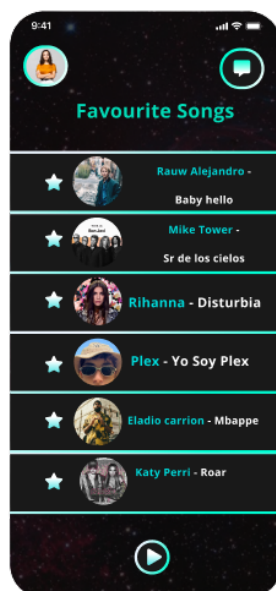 9:41
Favourite Songs
Rauw Alejandro -
Baby hello
Mike Tower -
Sr de los cielos
Rihanna - Disturbia
Plex - Yo Soy Plex
Eladio carrion - Mbappe
Katy Perri - Roar